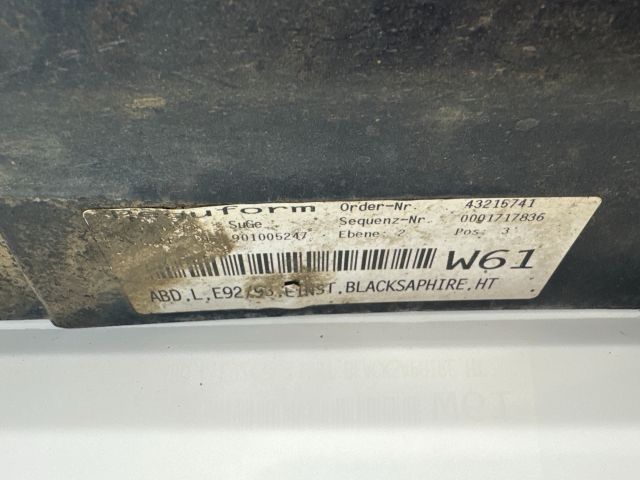 Order-Nr. 43215741
SuGe Sequenz-Nr. 0001717836
901005247 Ebene: 2 Pos: 3
W61
ABD.L.E92/93.EINST.BLACKSAPHIRE.HT